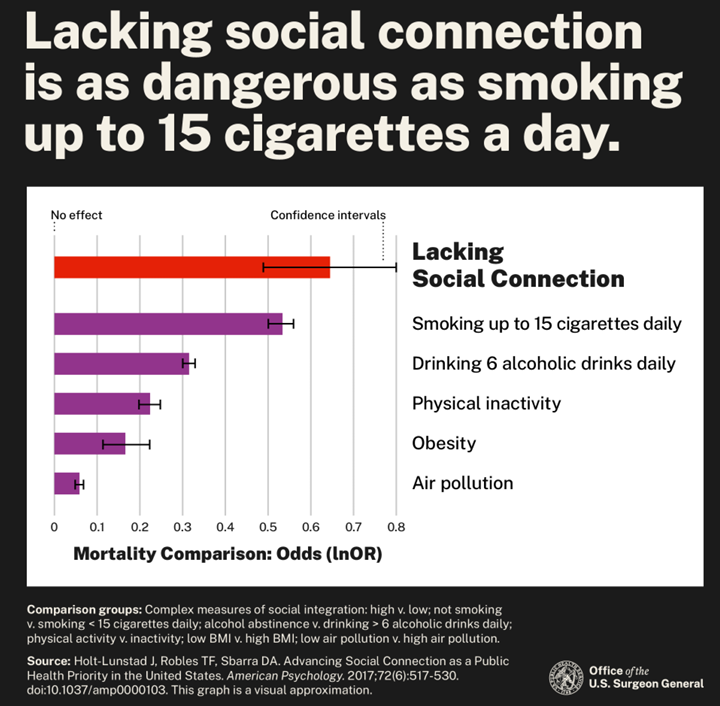 Lacking social connection
is as dangerous as smoking
up to 15 cigarettes a day.
No effect
Confidence intervals
Lacking
Social Connection
Smoking up to 15 cigarettes daily
Drinking 6 alcoholic drinks daily
Physical inactivity
Obesity
Air pollution
0 0.1 0.2 0.3 0.4 0.5 0.6 0.7 0.8
Mortality Comparison: Odds (lnOR)
Comparison groups: Complex measures of social integration: high v. low; not smoking
v. smoking < 15 cigarettes daily; alcohol abstinence v. drinking > 6 alcoholic drinks daily;
physical activity v. inactivity; low BMI v. high BMI; low air pollution v. high air pollution.
Source: Holt-Lunstad J, Robles TF, Sbarra DA. Advancing Social Connection as a Public
Health Priority in the United States. American Psychology. 2017;72(6):517-530.
doi:10.1037/amp0000103. This graph is a visual approximation.
Office of the
U.S. Surgeon General